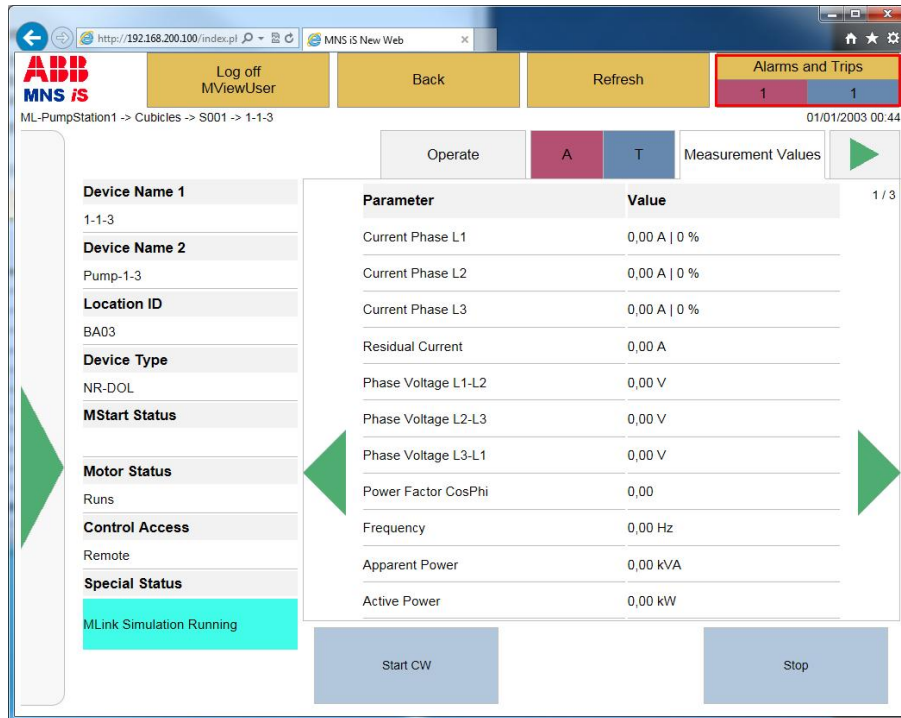 http://192.168.200.100/index.pl
MNS iS New Web
ABB
MNS iS
Log off
MViewUser
Back
Refresh
Alarms and Trips
1 1
ML-PumpStation1 -> Cubicles -> S001 -> 1-1-3
01/01/2003 00:44
Operate A T Measurement Values
1 / 3
Device Name 1
1-1-3
Device Name 2
Pump-1-3
Location ID
BA03
Device Type
NR-DOL
MStart Status
Motor Status
Runs
Control Access
Remote
Special Status
MLink Simulation Running
Parameter Value
Current Phase L1 0,00 A | 0 %
Current Phase L2 0,00 A | 0 %
Current Phase L3 0,00 A | 0 %
Residual Current 0,00 A
Phase Voltage L1-L2 0,00 V
Phase Voltage L2-L3 0,00 V
Phase Voltage L3-L1 0,00 V
Power Factor CosPhi 0,00
Frequency 0,00 Hz
Apparent Power 0,00 kVA
Active Power 0,00 kW
Start CW
Stop